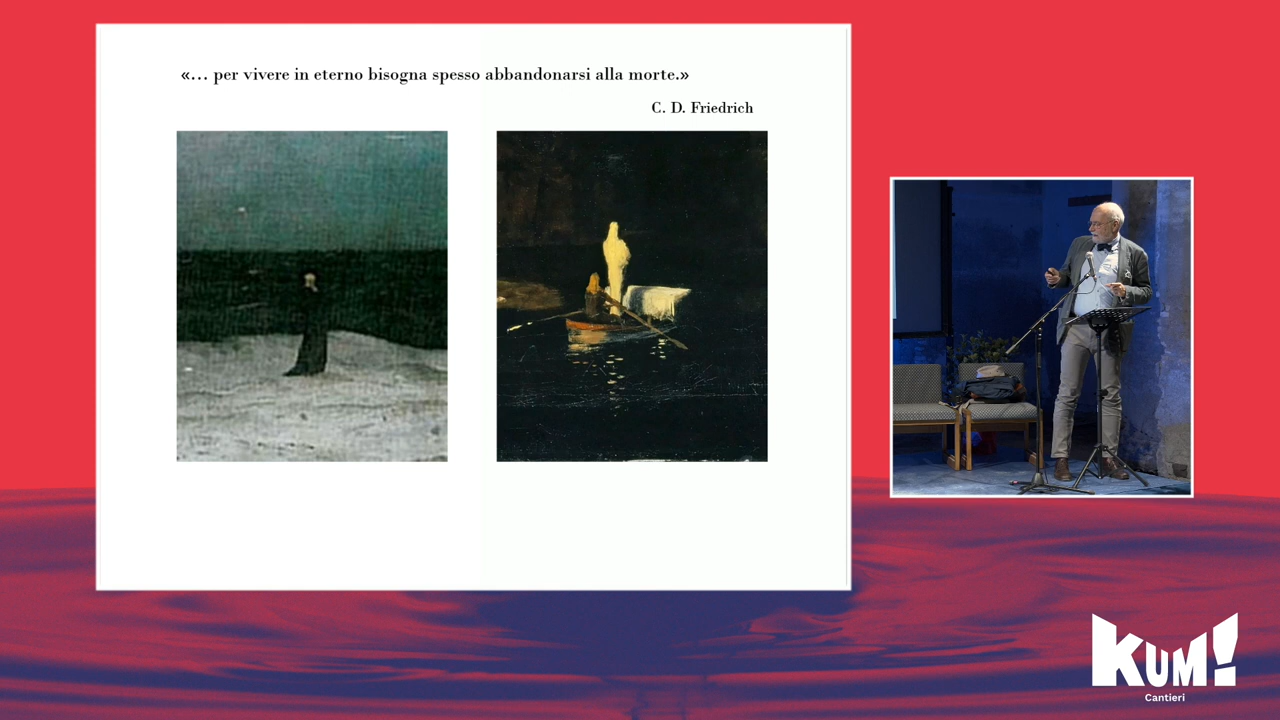 «… per vivere in eterno bisogna spesso abbandonarsi alla morte.»
C. D. Friedrich
KUM!
Cantieri